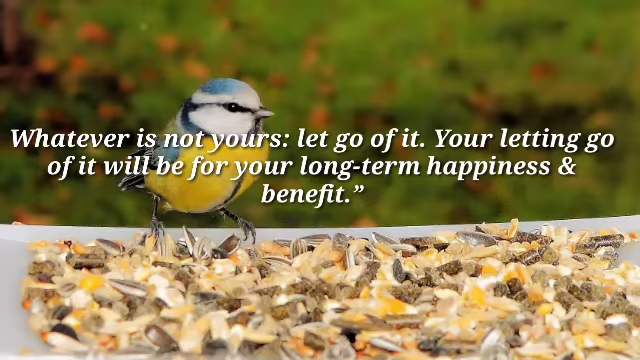 Whatever is not yours: let go of it. Your letting go
of it will be for your long-term happiness &
benefit.”